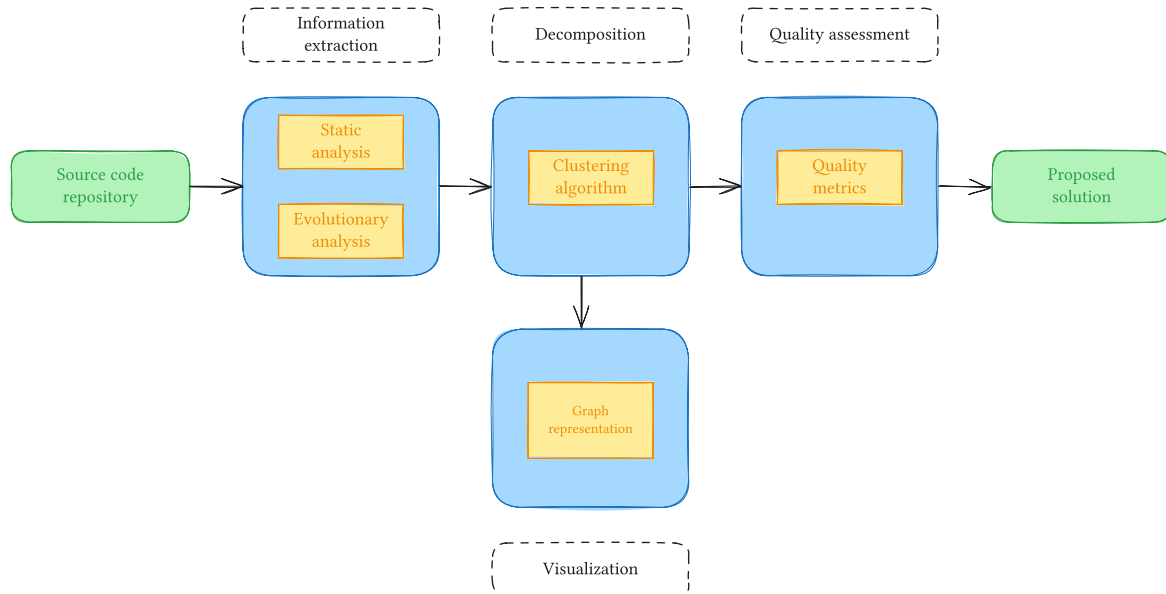 Information
extraction
Decomposition
Quality assessment
Source code
repository
Static
analysis
Evolutionary
analysis
Clustering
algorithm
Quality
metrics
Proposed
solution
Graph
representation
Visualization